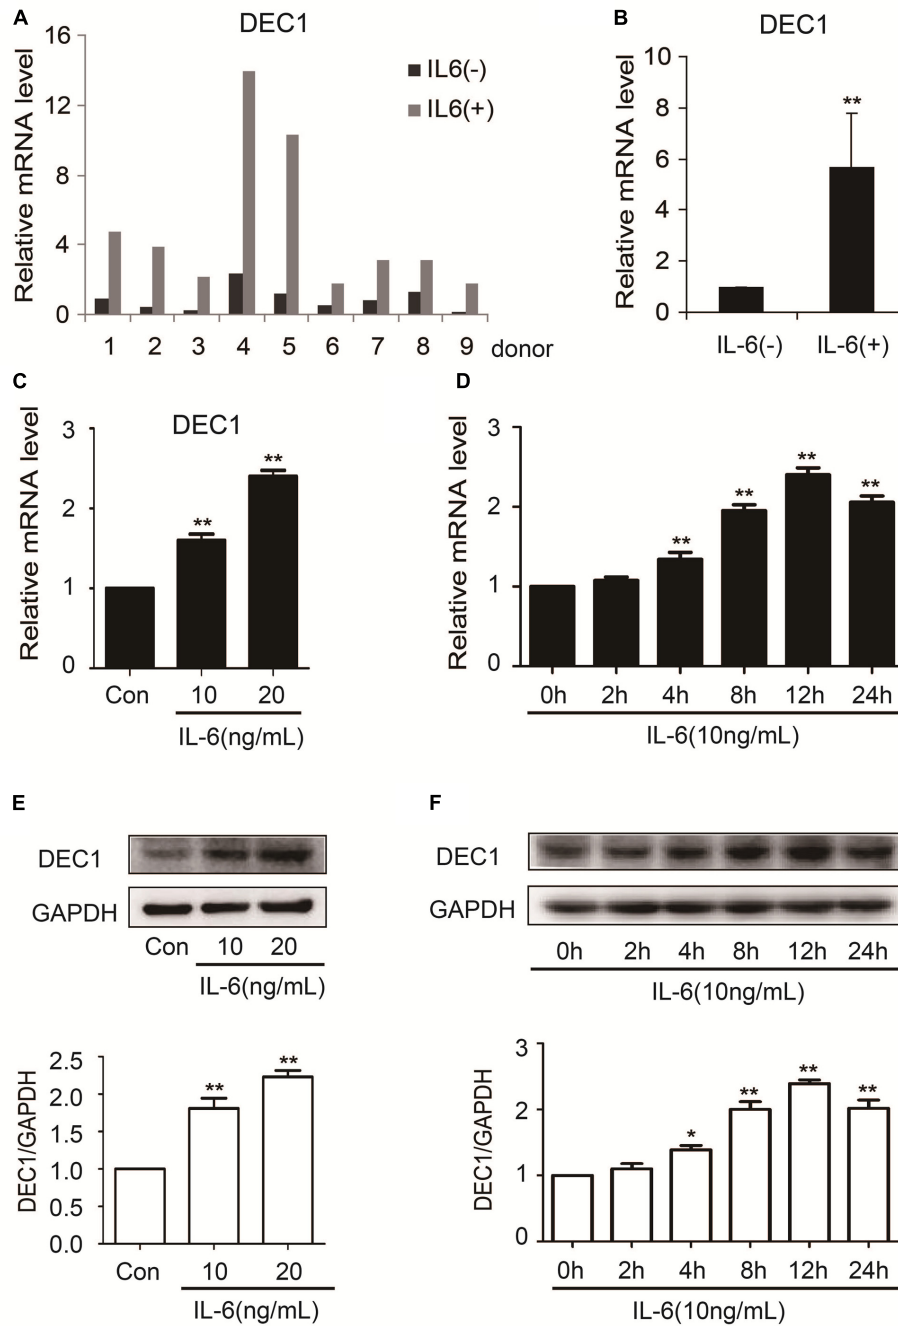 A
DEC1
16
12
8
4
0
Relative mRNA level
IL6(-)
IL6(+)
1 2 3 4 5 6 7 8 9 donor
B
DEC1
10
8
6
4
2
0
Relative mRNA level
**
IL-6(-) IL-6(+)
C
DEC1
3
2
1
0
Relative mRNA level
** **
Con 10 20
IL-6(ng/mL)
D
3
2
1
0
Relative mRNA level
** ** ** **
0h 2h 4h 8h 12h 24h
IL-6(10ng/mL)
E
DEC1
GAPDH
Con 10 20
IL-6(ng/mL)
2.5
2.0
1.5
1.0
0.5
0.0
DEC1/GAPDH
** **
Con 10 20
IL-6(ng/mL)
F
DEC1
GAPDH
0h 2h 4h 8h 12h 24h
IL-6(10ng/mL)
3
2
1
0
DEC1/GAPDH
* ** ** **
0h 2h 4h 8h 12h 24h
IL-6(10ng/mL)